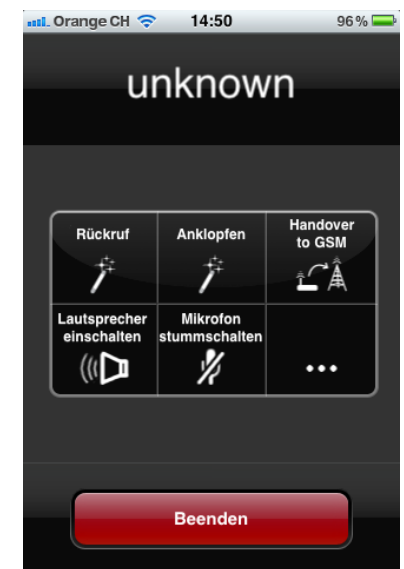 Orange CH 14:50 96 %
unknown
Rückruf
Anklopfen
Handover
to GSM
Lautsprecher
einschalten
Mikrofon
stummschalten
...
Beenden